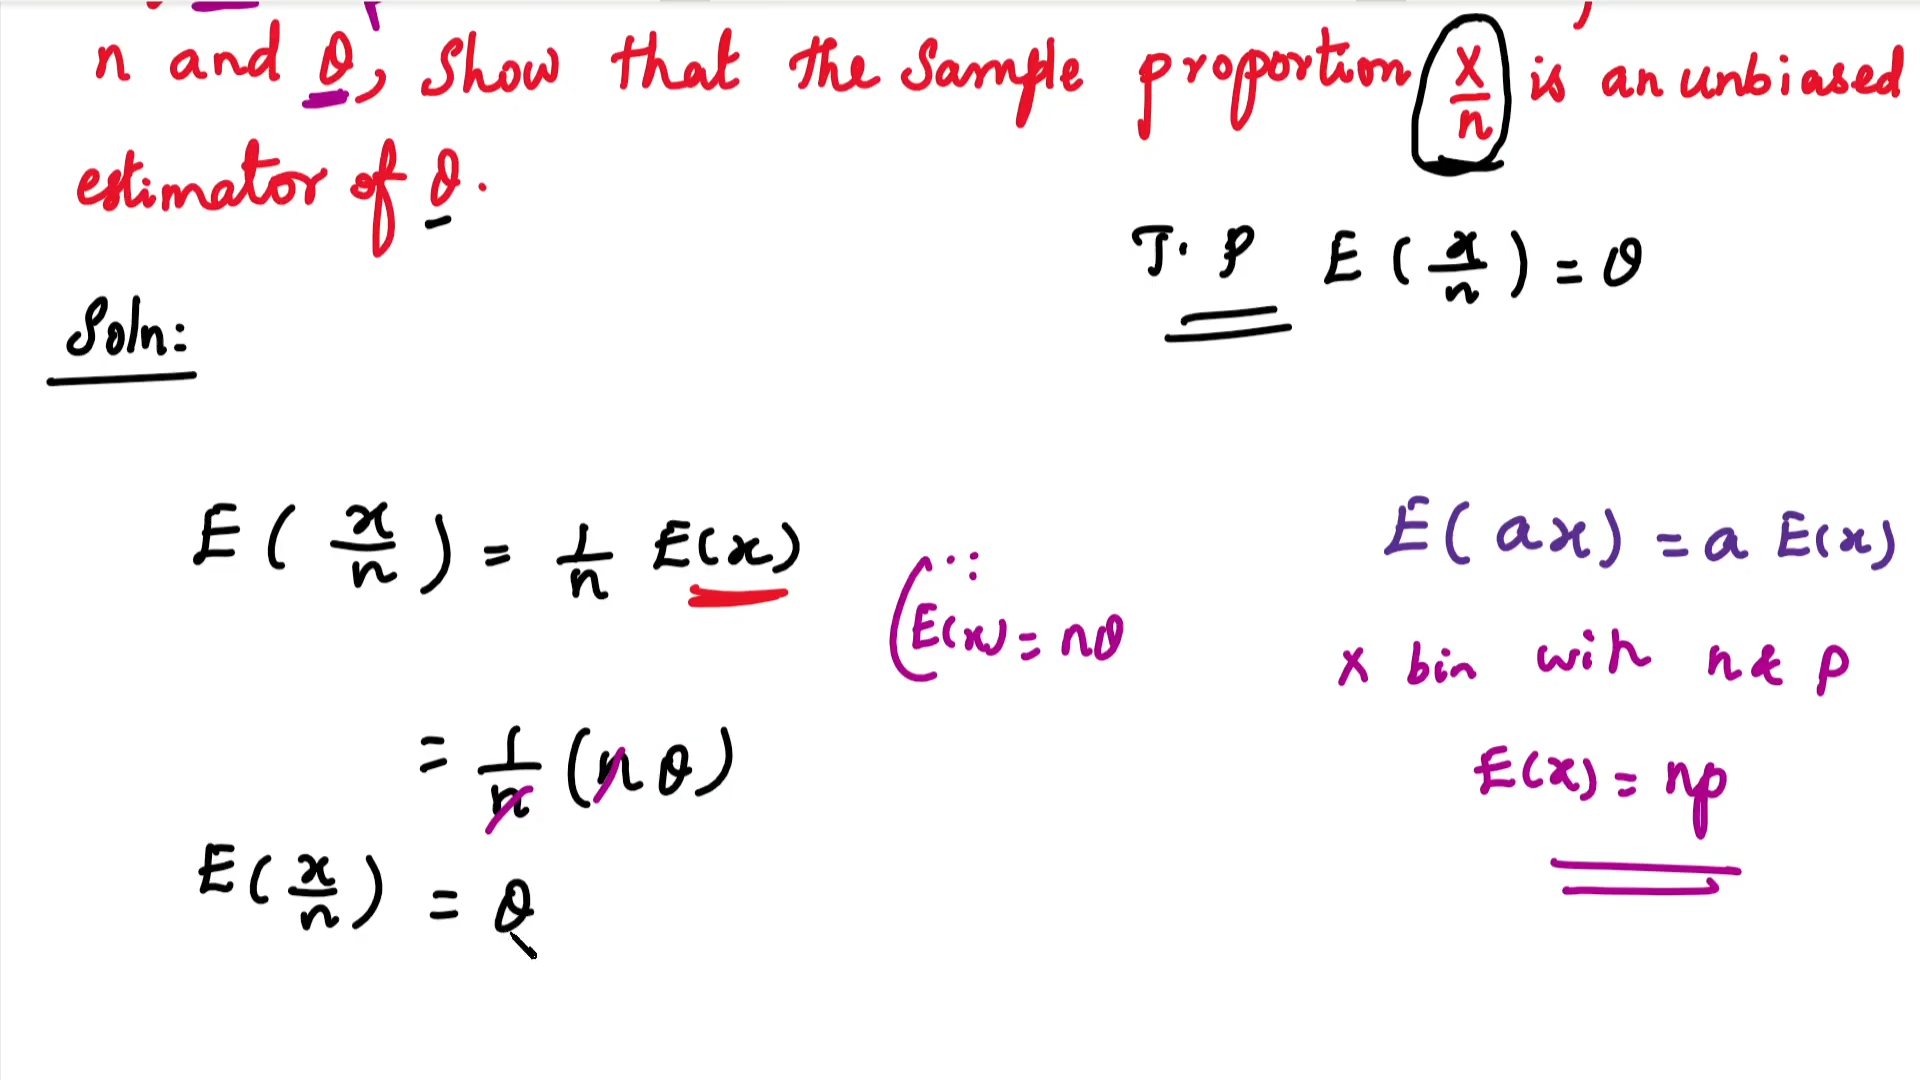 n and θ, show that the sample proportion X/n is an unbiased
estimator of θ.
T.P E(x/n) = θ
Soln:
E(x/n) = 1/n E(x)
E(ax) = a E(x)
(∵ E(x) = nθ
x bin with n & p
= 1/n (nθ)
E(x) = np
E(x/n) = θ